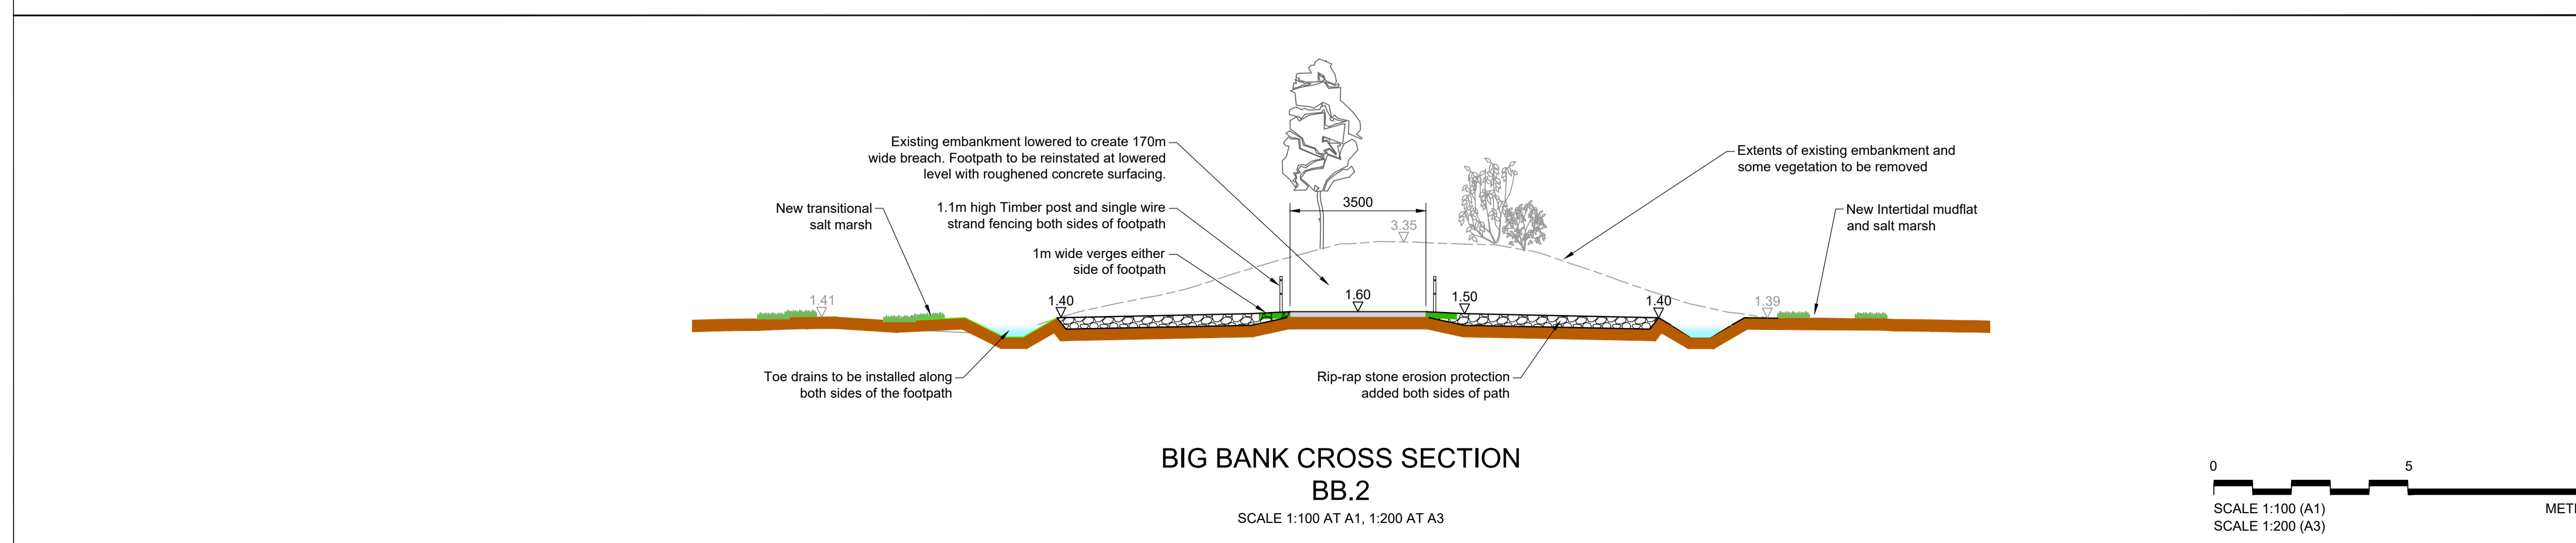 Existing embankment lowered to create 170m
wide breach. Footpath to be reinstated at lowered
level with roughened concrete surfacing.
Extents of existing embankment and
some vegetation to be removed
New transitional
salt marsh
1.1m high Timber post and single wire
strand fencing both sides of footpath
3500
3.35
New Intertidal mudflat
and salt marsh
1m wide verges either
side of footpath
1.41
1.40
1.60
1.50
1.40
1.39
Toe drains to be installed along
both sides of the footpath
Rip-rap stone erosion protection
added both sides of path
BIG BANK CROSS SECTION
BB.2
SCALE 1:100 AT A1, 1:200 AT A3
0
5
SCALE 1:100 (A1)
SCALE 1:200 (A3)